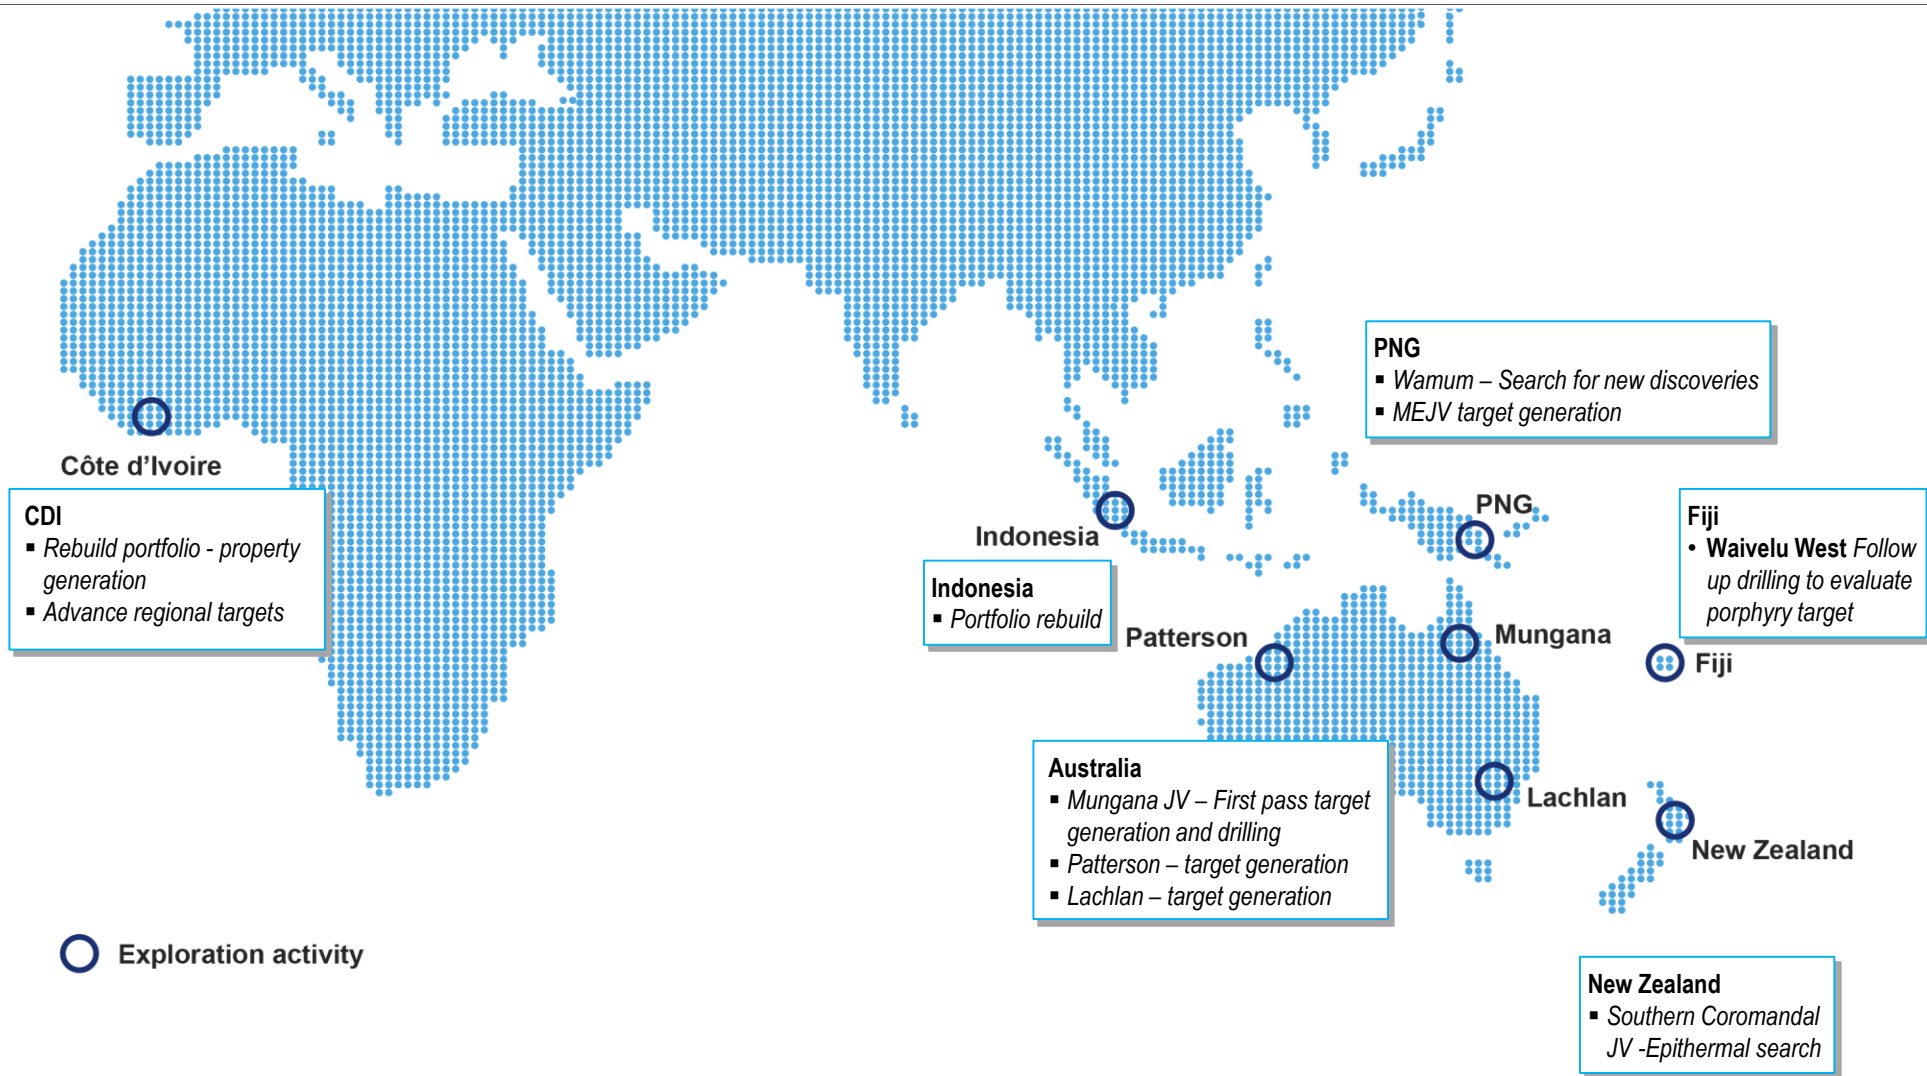 PNG
▪ Wamum – Search for new discoveries
▪ MEJV target generation
Côte d'Ivoire
CDI
▪ Rebuild portfolio - property
generation
▪ Advance regional targets
Indonesia
Indonesia
▪ Portfolio rebuild
PNG
Fiji
• Waivelu West Follow
up drilling to evaluate
porphyry target
Patterson
Mungana
Fiji
Australia
▪ Mungana JV – First pass target
generation and drilling
▪ Patterson – target generation
▪ Lachlan – target generation
Lachlan
New Zealand
Exploration activity
New Zealand
▪ Southern Coromandal
JV -Epithermal search